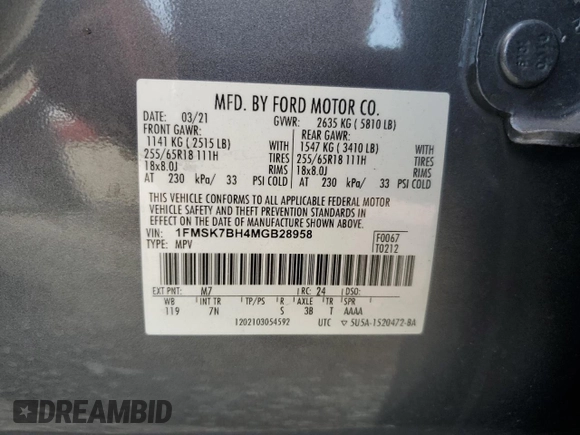 MFD. BY FORD MOTOR CO.
DATE: 03/21 GVWR: 2635 KG ( 5810 LB)
FRONT GAWR: REAR GAWR:
1141 KG ( 2515 LB) WITH 1547 KG ( 3410 LB) WITH
255/65R18 111H TIRES 255/65R18 111H TIRES
18x8.0J RIMS 18x8.0J RIMS
AT 230 kPa/ 33 PSI COLD AT 230 kPa/ 33 PSI COLD
THIS VEHICLE CONFORMS TO ALL APPLICABLE FEDERAL MOTOR
VEHICLE SAFETY AND THEFT PREVENTION STANDARDS IN
EFFECT ON THE DATE OF MANUFACTURE SHOWN ABOVE.
VIN: 1FMSK7BH4MGB28958 F0067
TYPE: MPV T0212
EXT PNT: M7 RC: 24 DSO:
WB INT TR TP/PS R AXLE TR SPR
119 7N S 3B T AAAA
1202103054592 UTC ▽ 5U5A-1520472-BA
DREAMBID